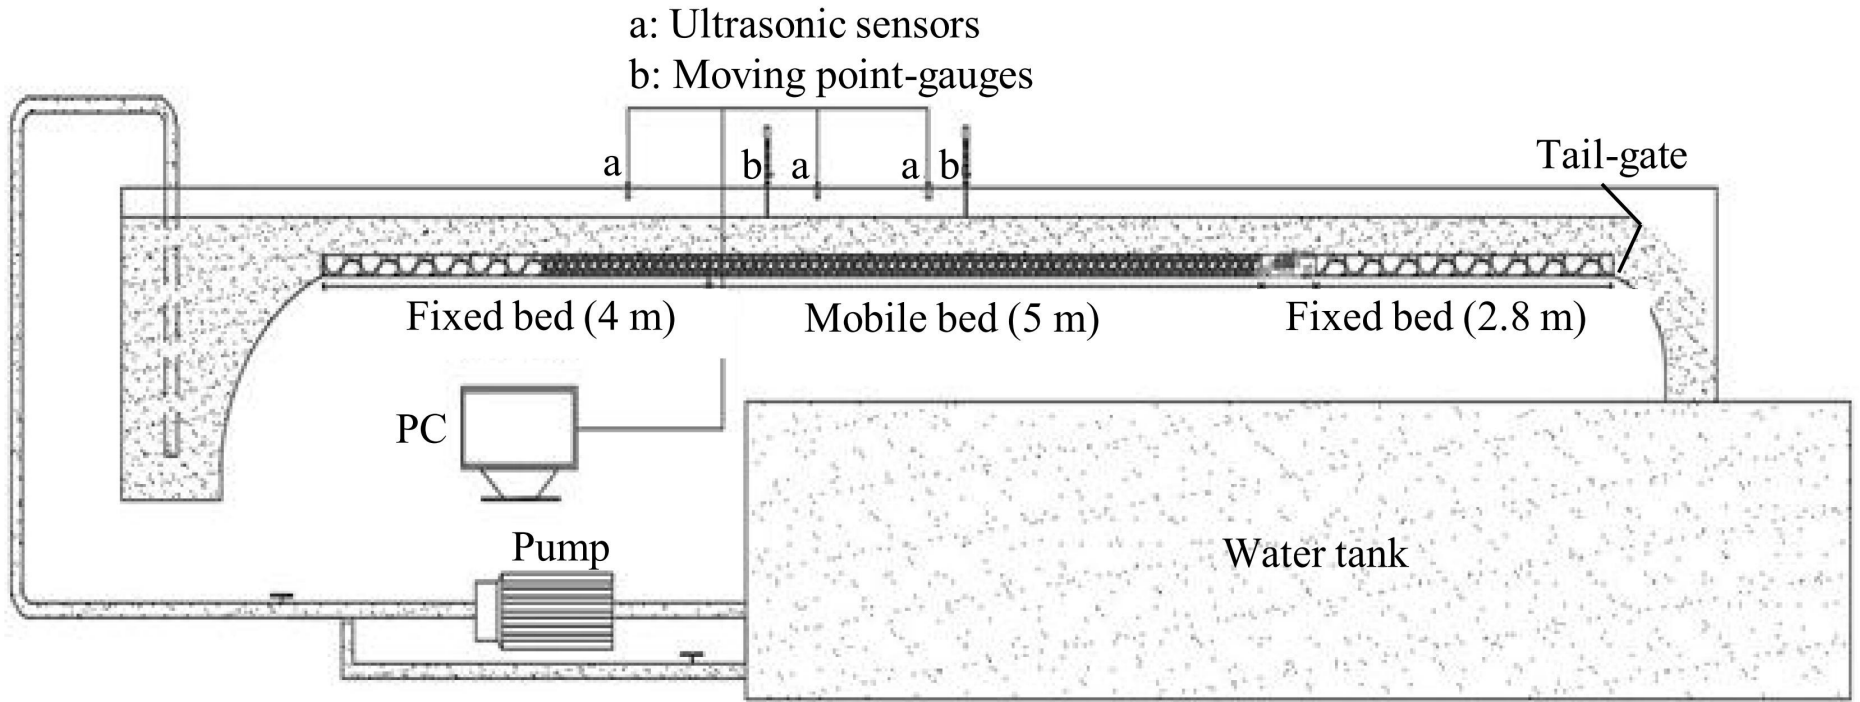 a: Ultrasonic sensors
b: Moving point-gauges
a
b
a
a
b
Tail-gate
Fixed bed (4 m)
Mobile bed (5 m)
Fixed bed (2.8 m)
PC
Pump
Water tank